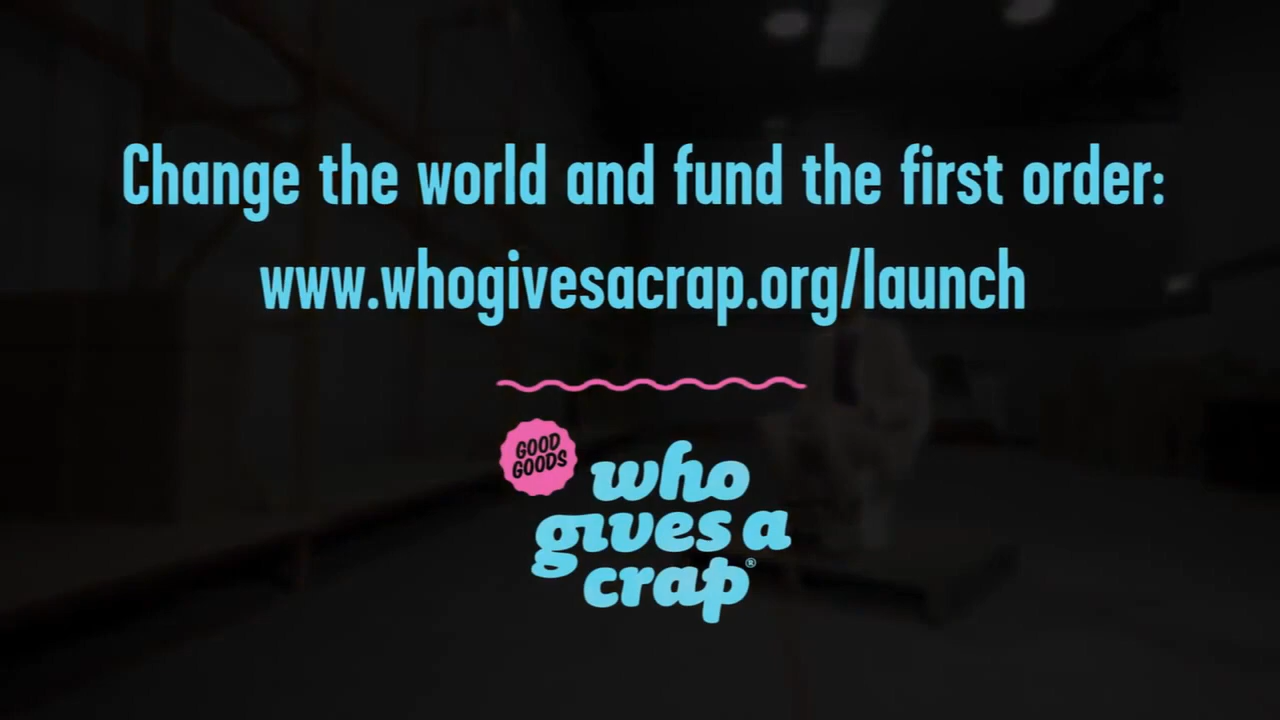 Change the world and fund the first order:
www.whogivesacrap.org/launch
GOOD
GOODS
who
gives a
crap®